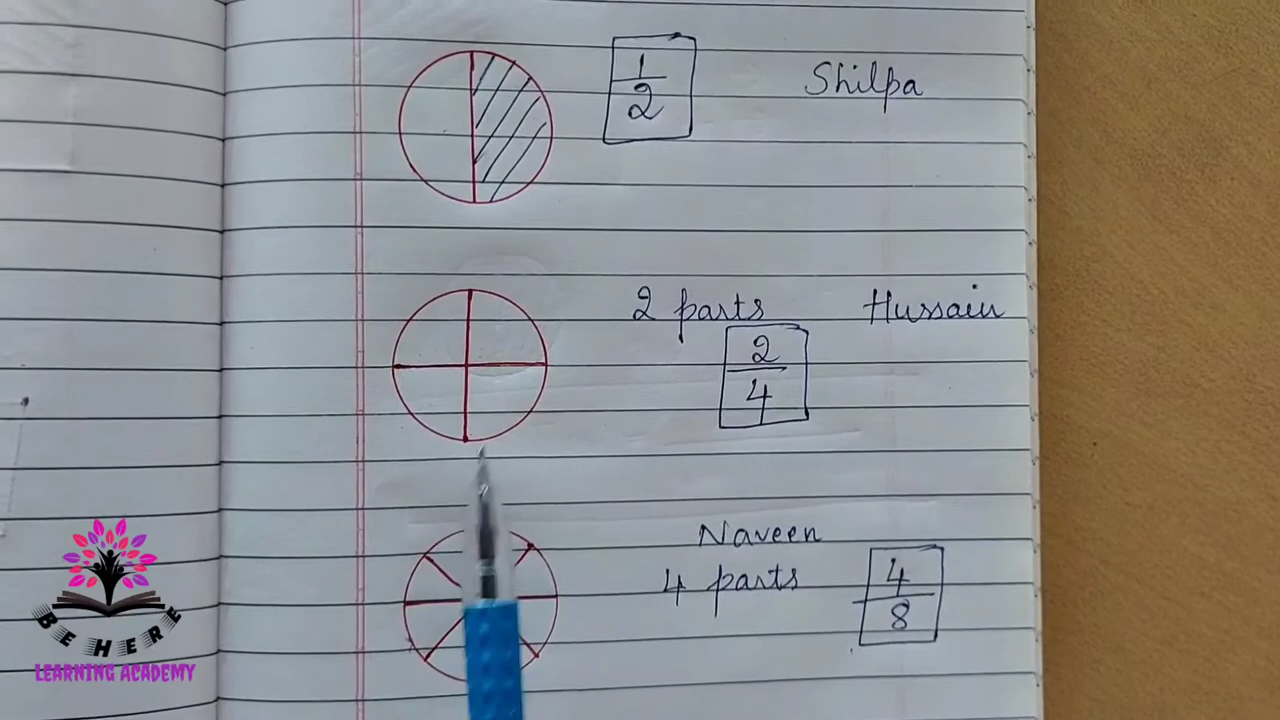 1/2 Shilpa
2 parts Hussain
2/4
Naveen
4 parts 4/8
BEHERE
LEARNING ACADEMY